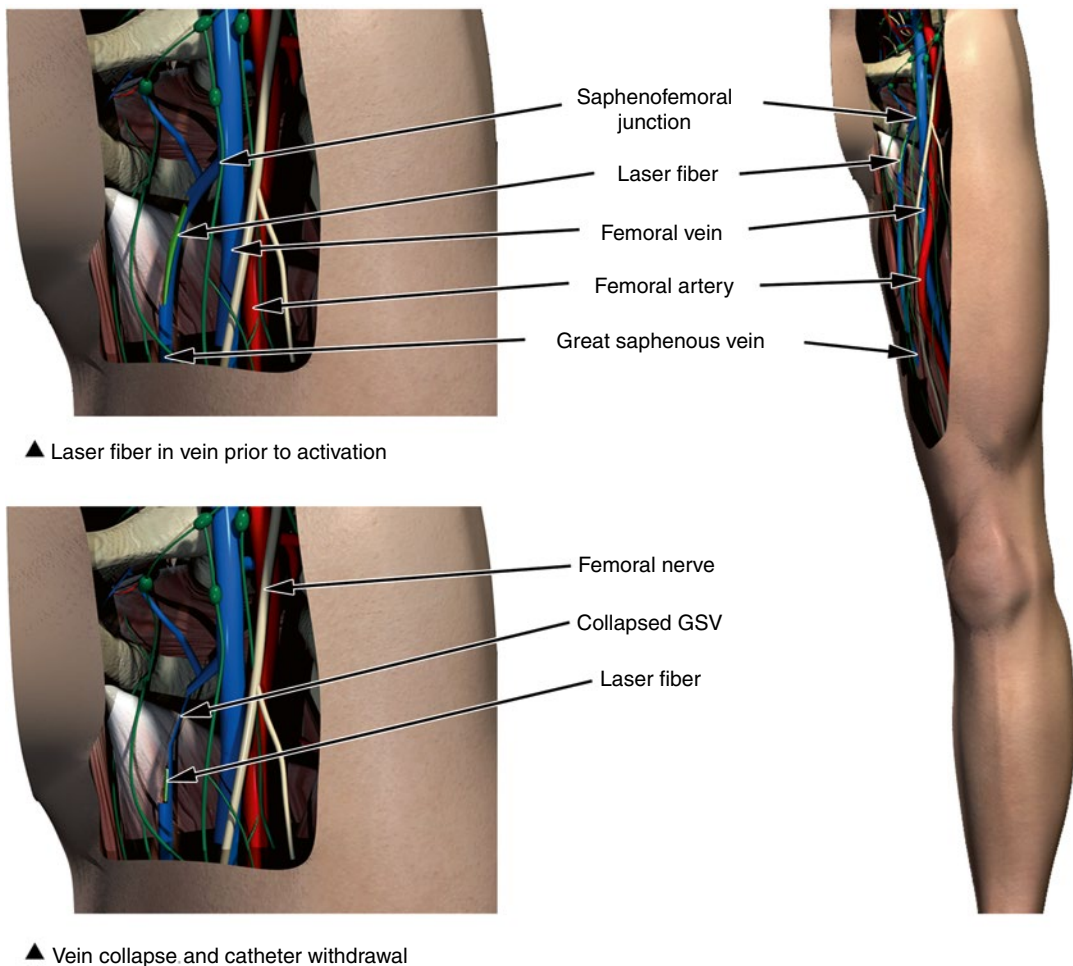 Saphenofemoral
junction
Laser fiber
Femoral vein
Femoral artery
Great saphenous vein
▲ Laser fiber in vein prior to activation
Femoral nerve
Collapsed GSV
Laser fiber
▲ Vein collapse and catheter withdrawal